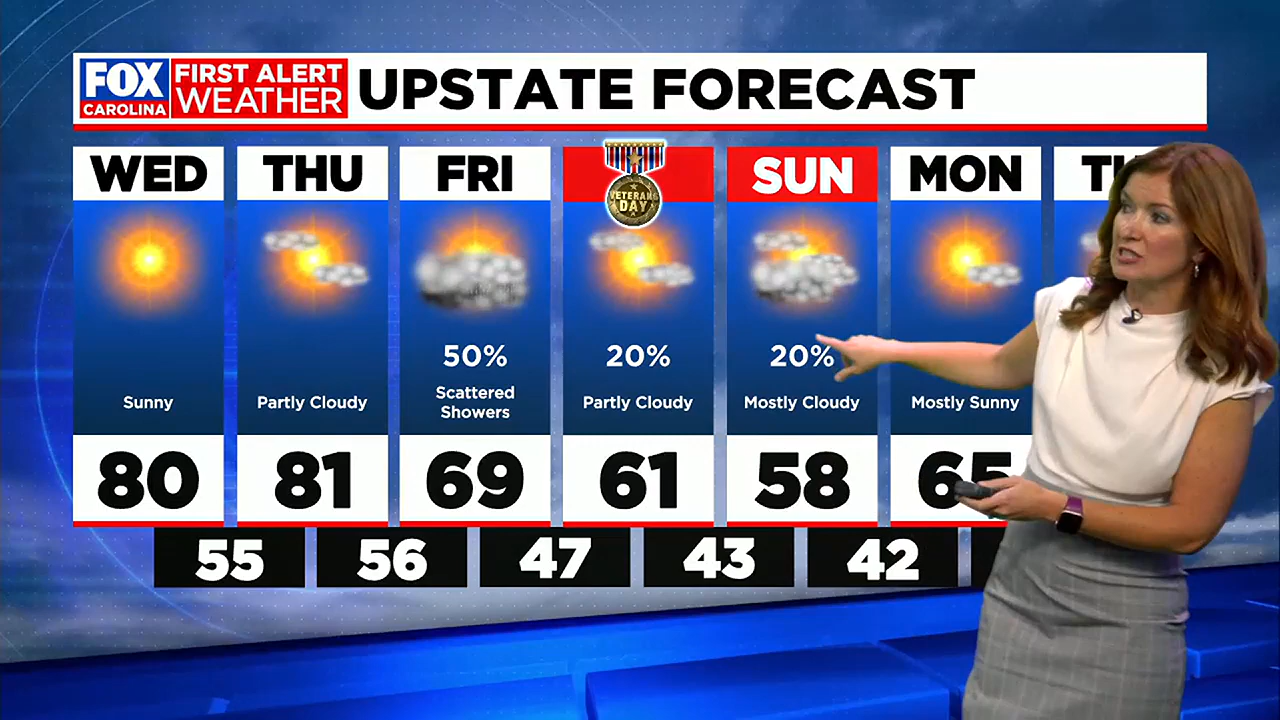 FOX
CAROLINA
FIRST ALERT
WEATHER
UPSTATE FORECAST
WED
THU
FRI
VETERANS
DAY
SUN
MON
50%
20%
20%
Sunny
Partly Cloudy
Scattered
Showers
Partly Cloudy
Mostly Cloudy
Mostly Sunny
80
81
69
61
58
65
55
56
47
43
42